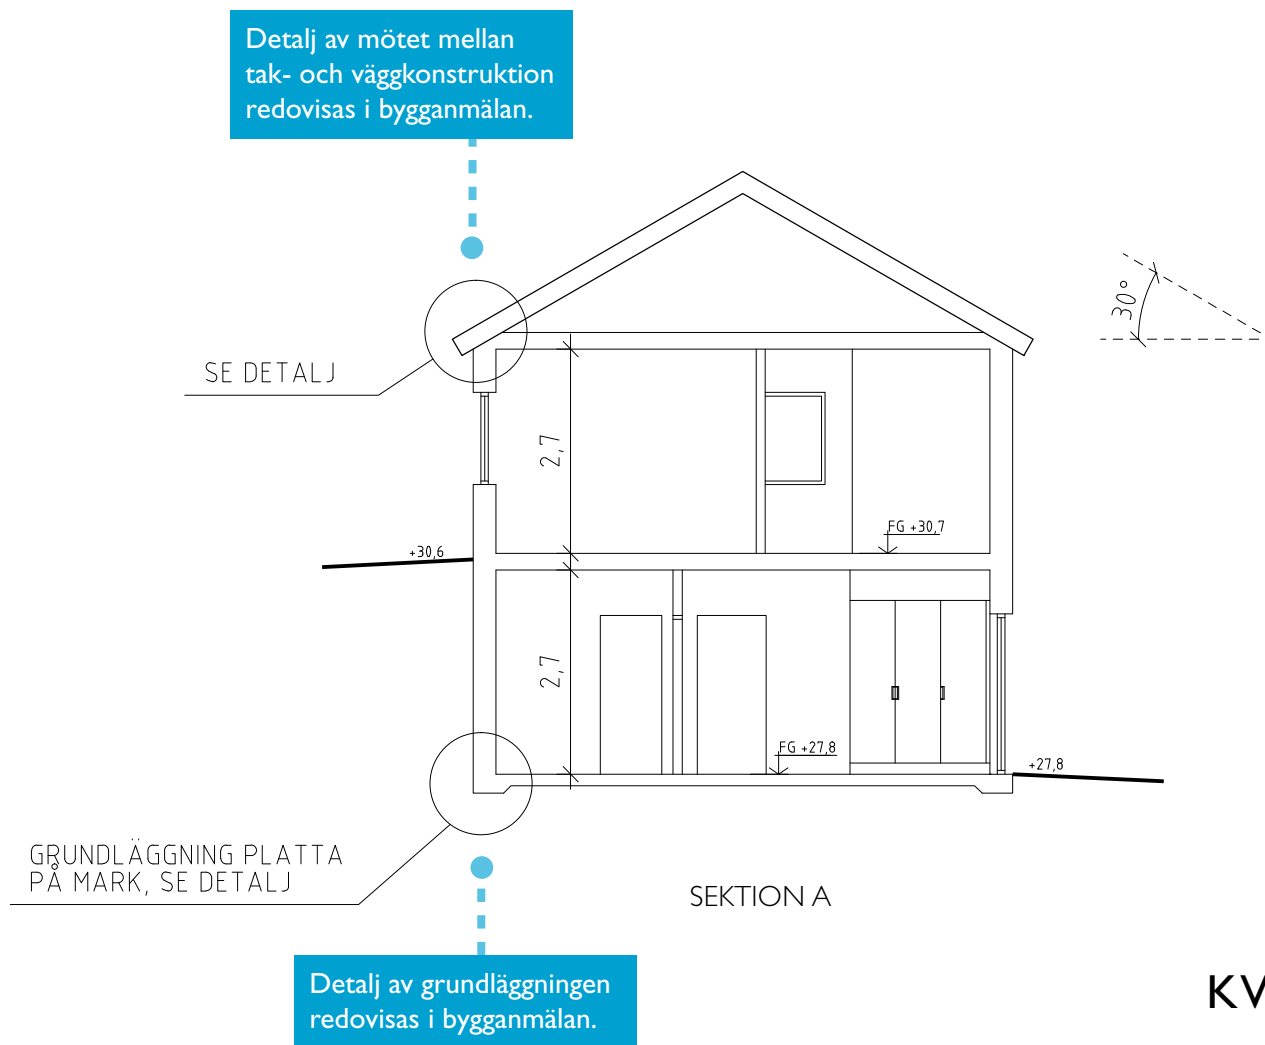 Detalj av mötet mellan
tak- och väggkonstruktion
redovisas i bygganmälan.
30°
SE DETALJ
2,7
FG +30,7
+30,6
2,7
FG +27,8
+27,8
GRUNDLÄGGNING PLATTA
PÅ MARK, SE DETALJ
SEKTION A
Detalj av grundläggningen
redovisas i bygganmälan.
KV